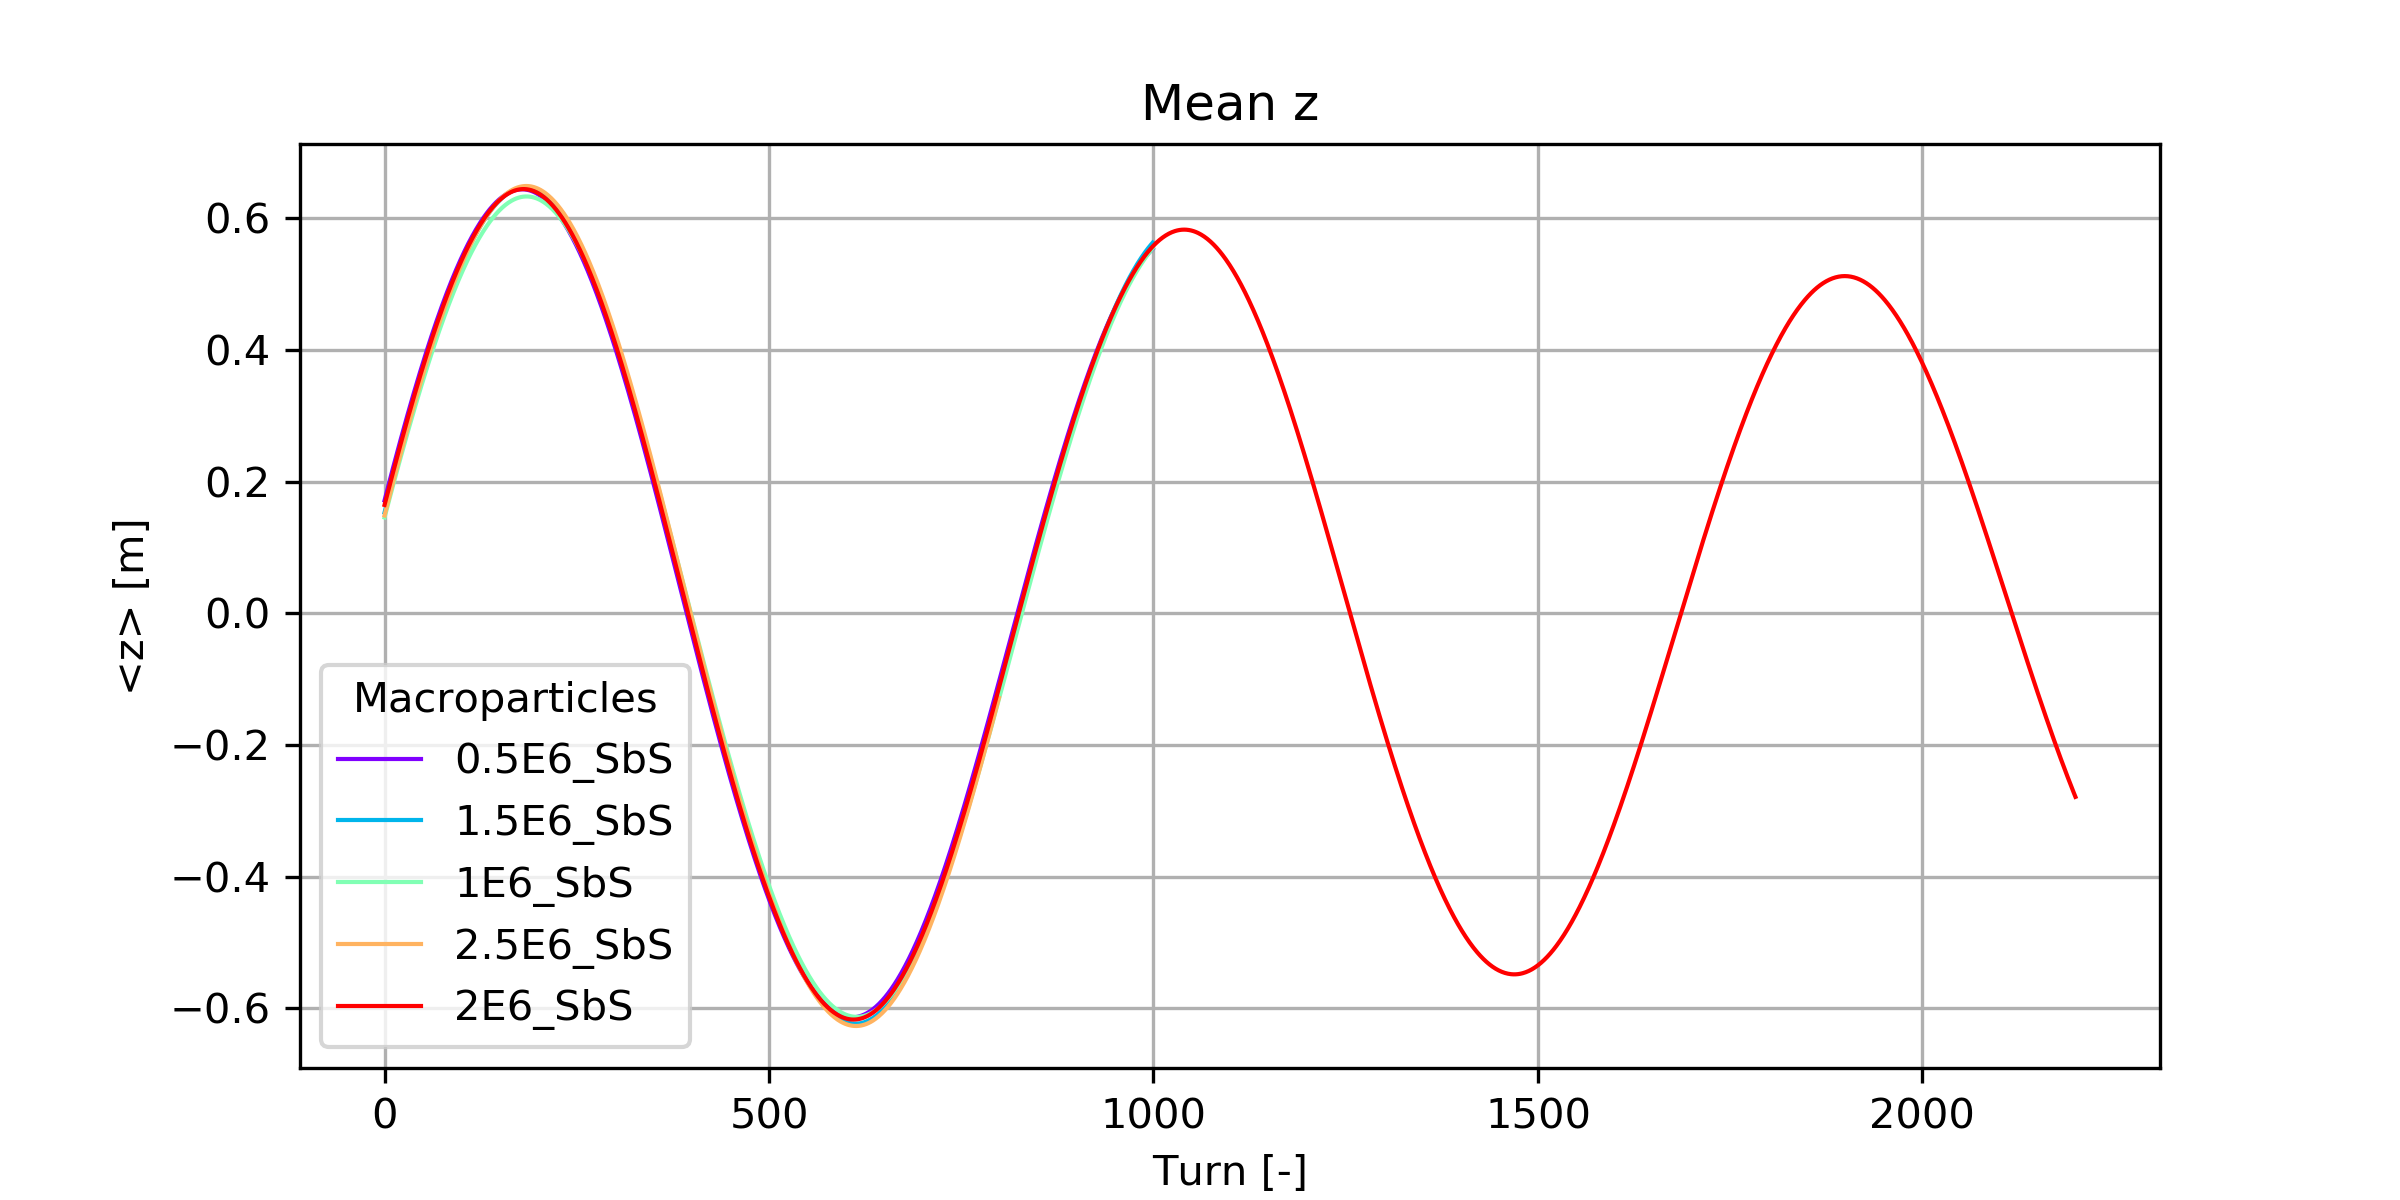 Mean z
<z> [m]
0.6
0.4
0.2
0.0
−0.2
−0.4
−0.6
Macroparticles
0.5E6_SbS
1.5E6_SbS
1E6_SbS
2.5E6_SbS
2E6_SbS
0 500 1000 1500 2000
Turn [-]